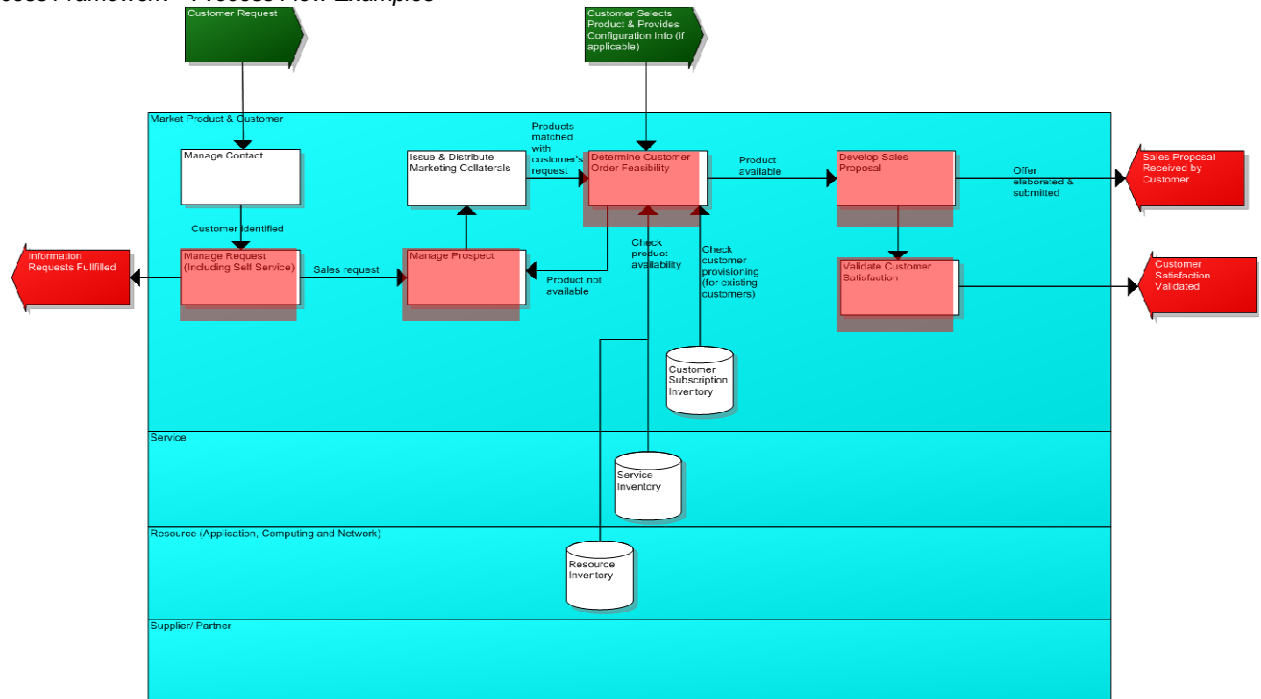 Process Flow Examples
Customer Request
Customer Selects
Product & Provides
Configuration Info (if
applicable)
Market Product & Customer
Manage Contact
Issue & Distribute
Marketing Collaterals
Products
matched
with
customer's
request
Determine Customer
Order Feasibility
Product
available
Develop Sales
Proposal
Offer
elaborated &
submitted
Sales Proposal
Received by
Customer
Customer Identified
Information
Requests Fullfilled
Manage Request
(Including Self Service)
Sales request
Manage Prospect
Product not
available
Check
product
availability
Check
customer
provisioning
(for existing
customers)
Validate Customer
Satisfaction
Customer
Satisfaction
Validated
Customer
Subscription
Inventory
Service
Service
Inventory
Resource (Application, Computing and Network)
Resource
Inventory
Supplier/ Partner